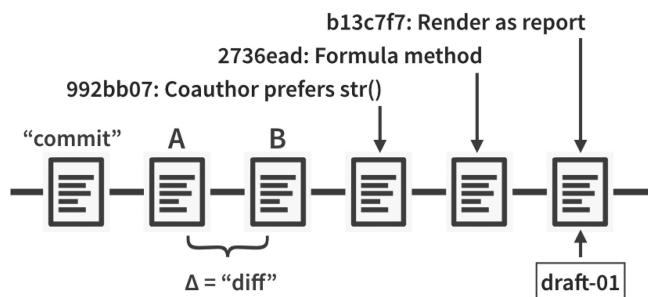 b13c7f7: Render as report
2736ead: Formula method
992bb07: Coauthor prefers str()
“commit”
A
B
Δ = “diff”
draft-01